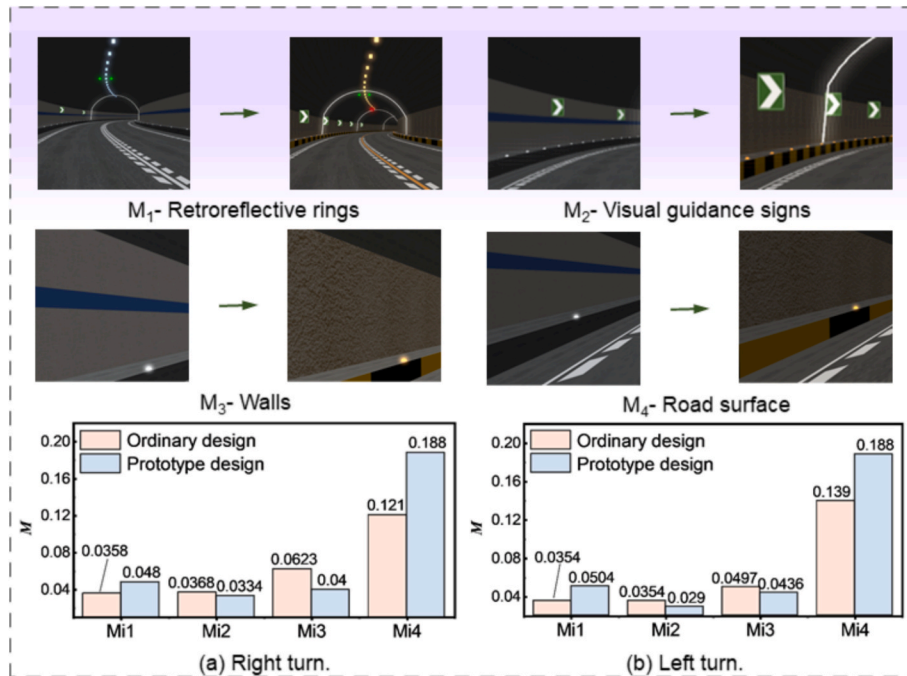 M₁- Retroreflective rings
M₂- Visual guidance signs
M₃- Walls
M₄- Road surface
Ordinary design
Prototype design
0.20
0.16
0.12
0.08
0.04
M
0.0358
0.048
0.0368
0.0334
0.0623
0.04
0.121
0.188
Mi1 Mi2 Mi3 Mi4
(a) Right turn.
Ordinary design
Prototype design
0.20
0.16
0.12
0.08
0.04
M
0.0354
0.0504
0.0354
0.029
0.0497
0.0436
0.139
0.188
Mi1 Mi2 Mi3 Mi4
(b) Left turn.